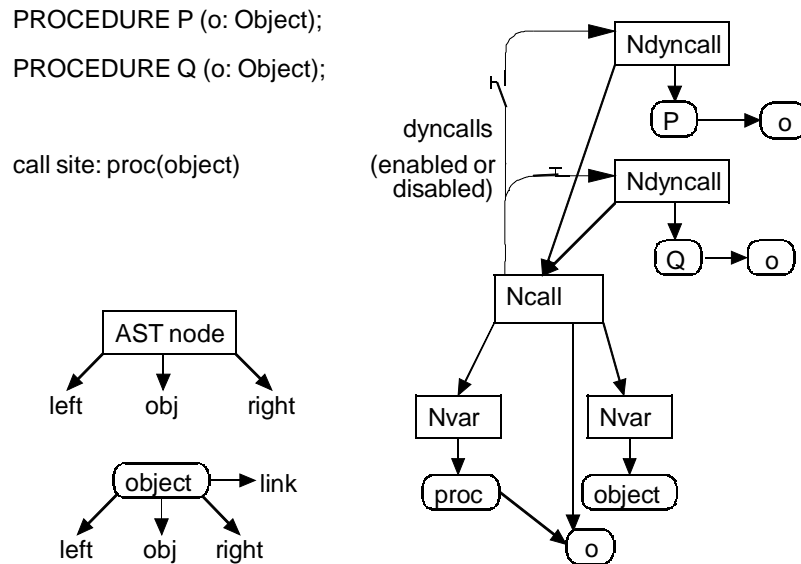 PROCEDURE P (o: Object);
PROCEDURE Q (o: Object);
call site: proc(object)
dyncalls
(enabled or
disabled)
Ndyncall
P
o
Ndyncall
Q
o
Ncall
Nvar
Nvar
proc
object
o
AST node
left
obj
right
object
link
left
obj
right